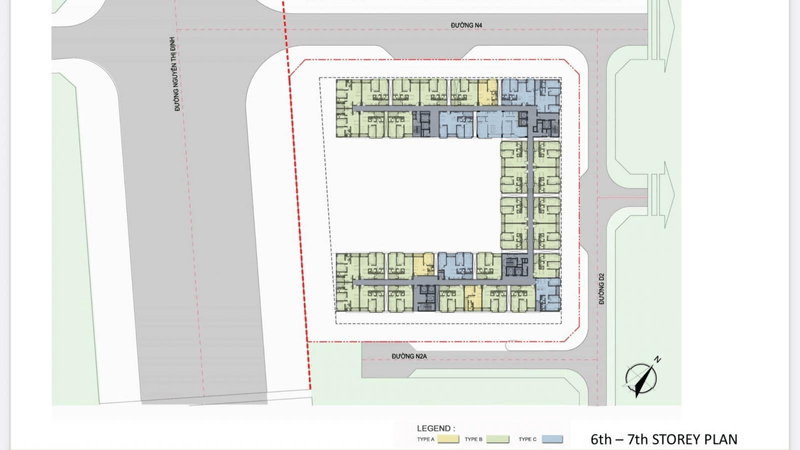 ĐƯỜNG N4
ĐƯỜNG NGUYỄN THỊ ĐỊNH
ĐƯỜNG D2
ĐƯỜNG N2A
N
LEGEND :
TYPE A TYPE B TYPE C
6th – 7th STOREY PLAN